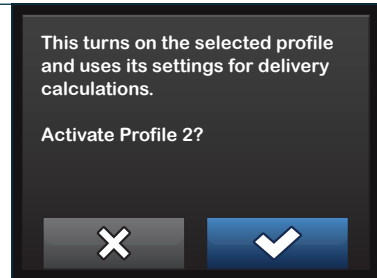 This turns on the selected profile
and uses its settings for delivery
calculations.
Activate Profile 2?